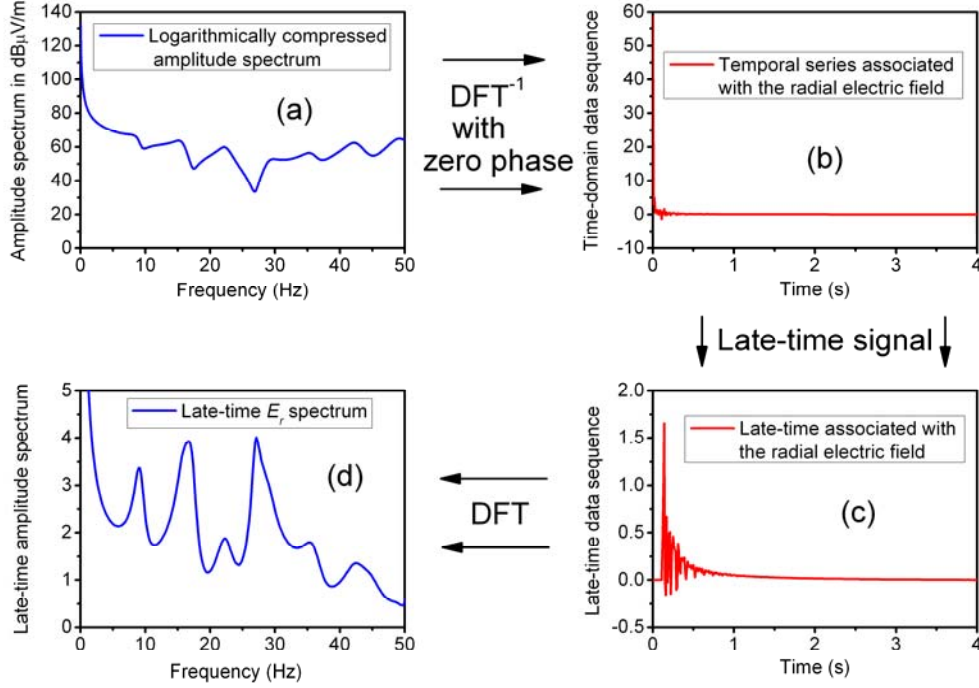 Amplitude spectrum in dBμV/m
140
120
100
80
60
40
20
0
Logarithmically compressed
amplitude spectrum
(a)
0 10 20 30 40 50
Frequency (Hz)
DFT⁻¹
with
zero phase
Time-domain data sequence
60
50
40
30
20
10
0
-10
Temporal series associated
with the radial electric field
(b)
0 1 2 3 4
Time (s)
Late-time signal
Late-time amplitude spectrum
5
4
3
2
1
0
Late-time Er spectrum
(d)
0 10 20 30 40 50
Frequency (Hz)
DFT
Late-time data sequence
2.0
1.5
1.0
0.5
0.0
-0.5
Late-time associated with
the radial electric field
(c)
0 1 2 3 4
Time (s)